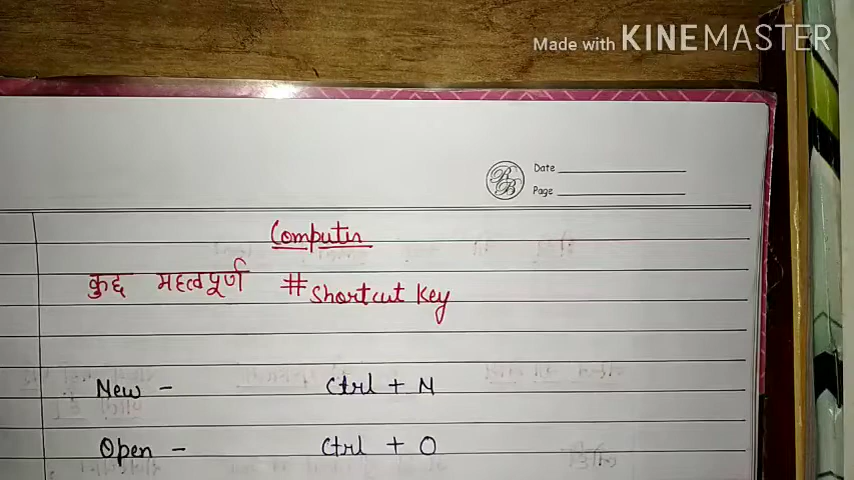 Made with KINEMASTER
Date
Page
Computer
कुछ महत्वपूर्ण # Shortcut Key
New - Ctrl + N
Open - Ctrl + O